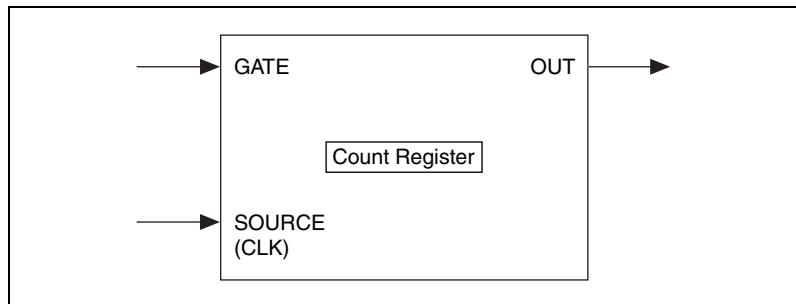 GATE
OUT
Count Register
SOURCE
(CLK)